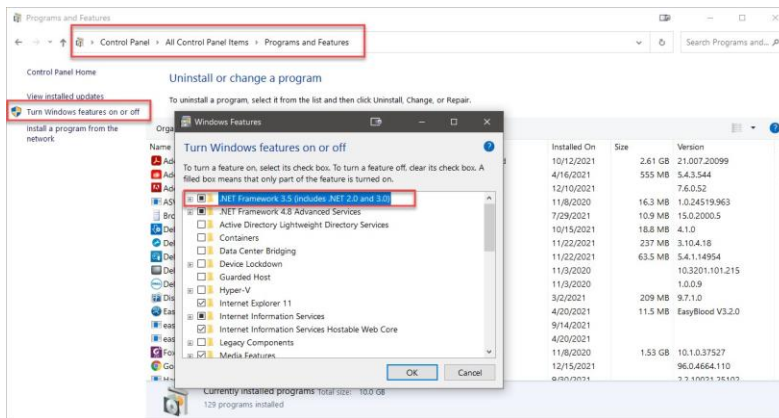 Programs and Features
Control Panel > All Control Panel Items > Programs and Features
Search Programs and...
Control Panel Home
View installed updates
Turn Windows features on or off
Install a program from the
network
Uninstall or change a program
To uninstall a program, select it from the list and then click Uninstall, Change, or Repair.
Orga
Name
Installed On Size Version
10/12/2021 2.61 GB 21.007.20099
4/16/2021 555 MB 5.4.3.544
12/10/2021 7.6.0.52
11/8/2020 16.3 MB 1.0.24519.963
7/29/2021 10.9 MB 15.0.2000.5
10/15/2021 18.8 MB 4.1.0
11/22/2021 237 MB 3.10.4.18
11/22/2021 63.5 MB 5.4.1.14954
11/3/2020 10.3201.101.215
11/3/2020 1.0.0.9
3/2/2021 209 MB 9.7.1.0
4/20/2021 11.5 MB EasyBlood V3.2.0
9/14/2021
4/20/2021
11/8/2020 1.53 GB 10.1.0.37527
12/15/2021 96.0.4664.110
9/30/2021 2.2.10021.25102
Windows Features
Turn Windows features on or off
To turn a feature on, select its check box. To turn a feature off, clear its check box. A
filled box means that only part of the feature is turned on.
.NET Framework 3.5 (includes .NET 2.0 and 3.0)
.NET Framework 4.8 Advanced Services
Active Directory Lightweight Directory Services
Containers
Data Center Bridging
Device Lockdown
Guarded Host
Hyper-V
Internet Explorer 11
Internet Information Services
Internet Information Services Hostable Web Core
Legacy Components
Media Features
OK Cancel
Currently installed programs Total size: 10.0 GB
129 programs installed